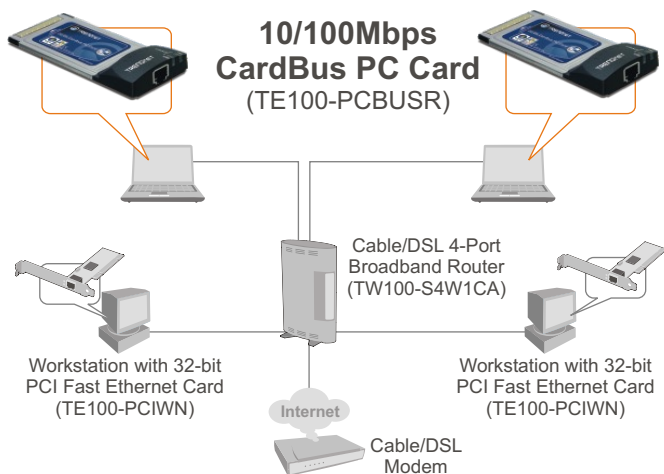 10/100Mbps
CardBus PC Card
(TE100-PCBUSR)
TRENDNET
TRENDNET
Cable/DSL 4-Port
Broadband Router
(TW100-S4W1CA)
Workstation with 32-bit
PCI Fast Ethernet Card
(TE100-PCIWN)
Workstation with 32-bit
PCI Fast Ethernet Card
(TE100-PCIWN)
Internet
Cable/DSL
Modem